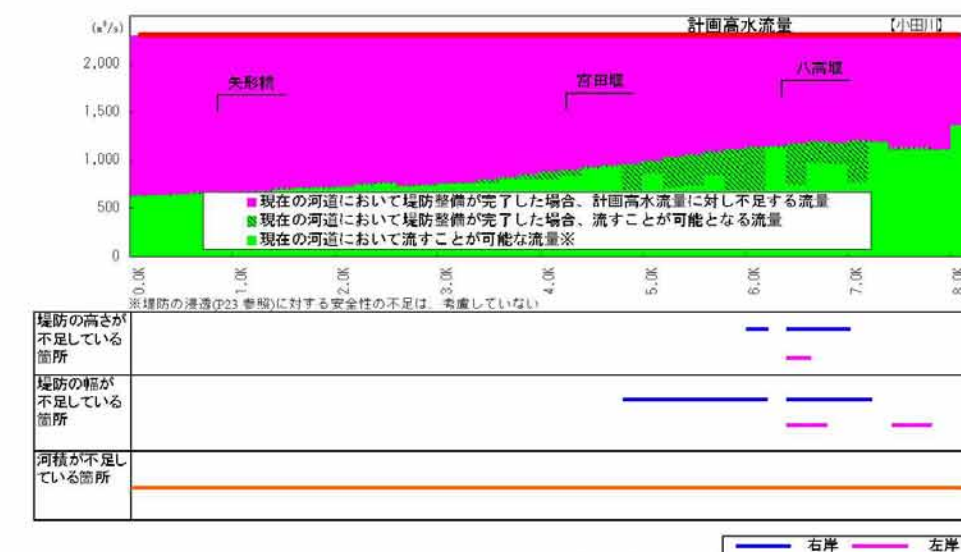 (m³/s)
計画高水流量
【小田川】
2,000
1,500
1,000
500
0
矢形橋
宮田堰
八高堰
現在の河道において堤防整備が完了した場合、計画高水流量に対し不足する流量
現在の河道において堤防整備が完了した場合、流すことが可能となる流量
現在の河道において流すことが可能な流量※
0.0K
1.0K
2.0K
3.0K
4.0K
5.0K
6.0K
7.0K
8.0K
※堤防の浸透(P23 参照)に対する安全性の不足は、考慮していない
堤防の高さが
不足している
箇所
堤防の幅が
不足している
箇所
河積が不足し
ている箇所
右岸
左岸